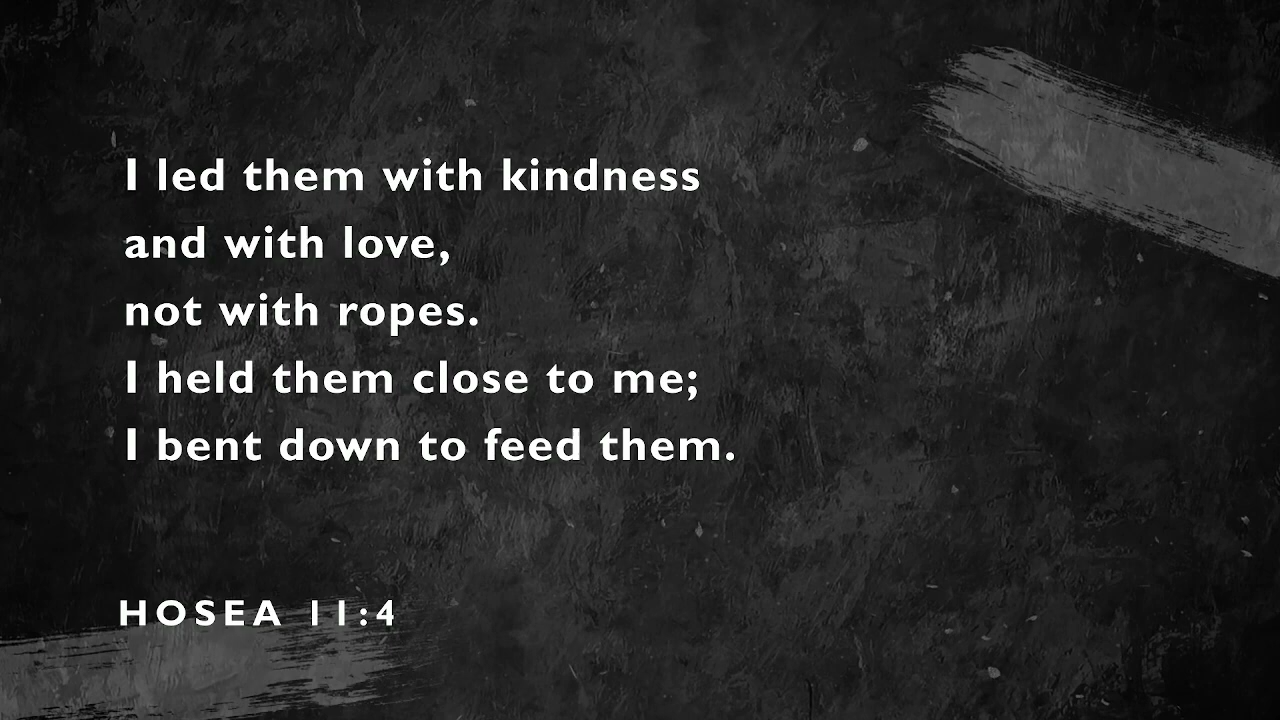 I led them with kindness
and with love,
not with ropes.
I held them close to me;
I bent down to feed them.
HOSEA 11:4